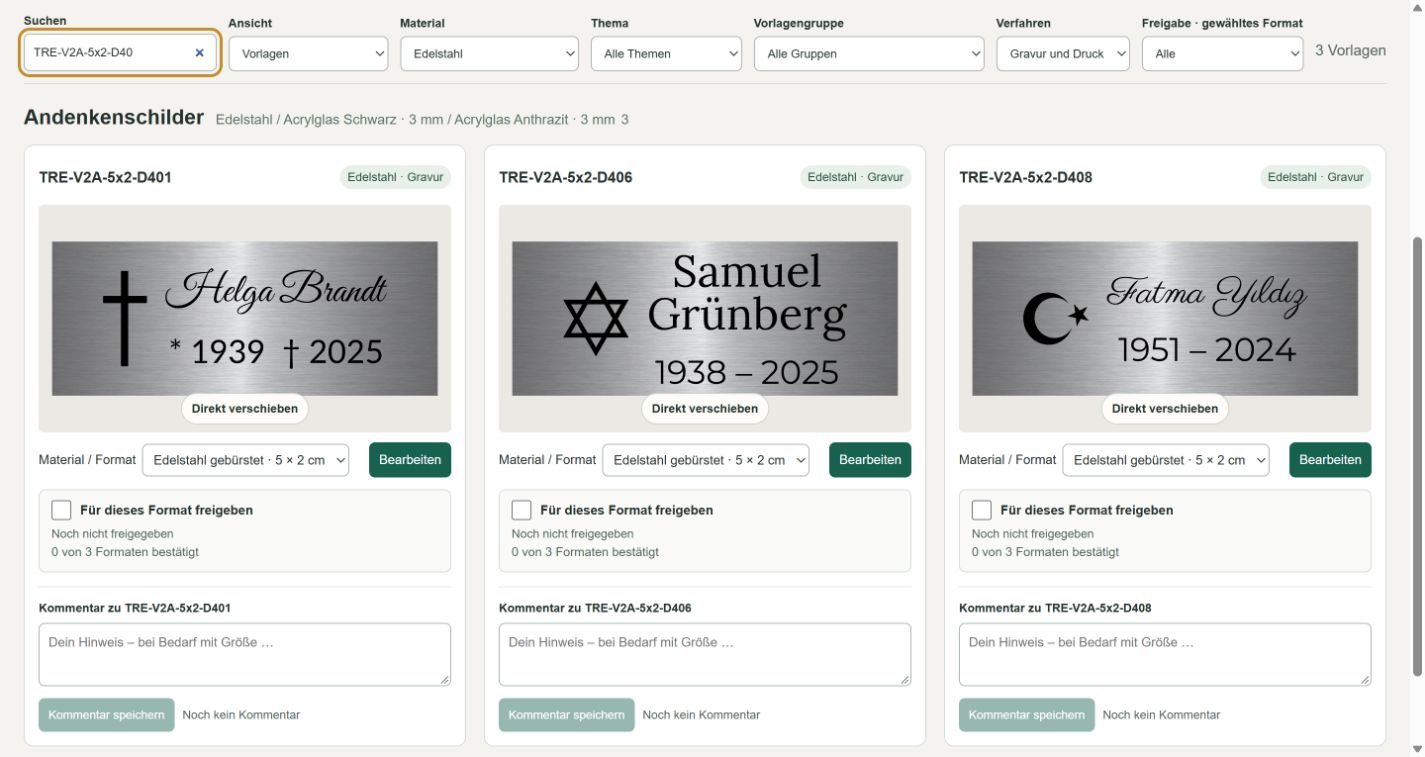 Suchen
Ansicht
Material
Thema
Vorlagengruppe
Verfahren
Freigabe · gewähltes Format
TRE-V2A-5x2-D40 ×
Vorlagen
Edelstahl
Alle Themen
Alle Gruppen
Gravur und Druck
Alle
3 Vorlagen
Andenkenschilder Edelstahl / Acrylglas Schwarz · 3 mm / Acrylglas Anthrazit · 3 mm 3
TRE-V2A-5x2-D401
Edelstahl · Gravur
Helga Brandt
* 1939 † 2025
Direkt verschieben
Material / Format
Edelstahl gebürstet · 5 × 2 cm
Bearbeiten
Für dieses Format freigeben
Noch nicht freigegeben
0 von 3 Formaten bestätigt
Kommentar zu TRE-V2A-5x2-D401
Dein Hinweis – bei Bedarf mit Größe …
Kommentar speichern
Noch kein Kommentar
TRE-V2A-5x2-D406
Edelstahl · Gravur
Samuel
Grünberg
1938 – 2025
Direkt verschieben
Material / Format
Edelstahl gebürstet · 5 × 2 cm
Bearbeiten
Für dieses Format freigeben
Noch nicht freigegeben
0 von 3 Formaten bestätigt
Kommentar zu TRE-V2A-5x2-D406
Dein Hinweis – bei Bedarf mit Größe …
Kommentar speichern
Noch kein Kommentar
TRE-V2A-5x2-D408
Edelstahl · Gravur
Fatma Yıldız
1951 – 2024
Direkt verschieben
Material / Format
Edelstahl gebürstet · 5 × 2 cm
Bearbeiten
Für dieses Format freigeben
Noch nicht freigegeben
0 von 3 Formaten bestätigt
Kommentar zu TRE-V2A-5x2-D408
Dein Hinweis – bei Bedarf mit Größe …
Kommentar speichern
Noch kein Kommentar